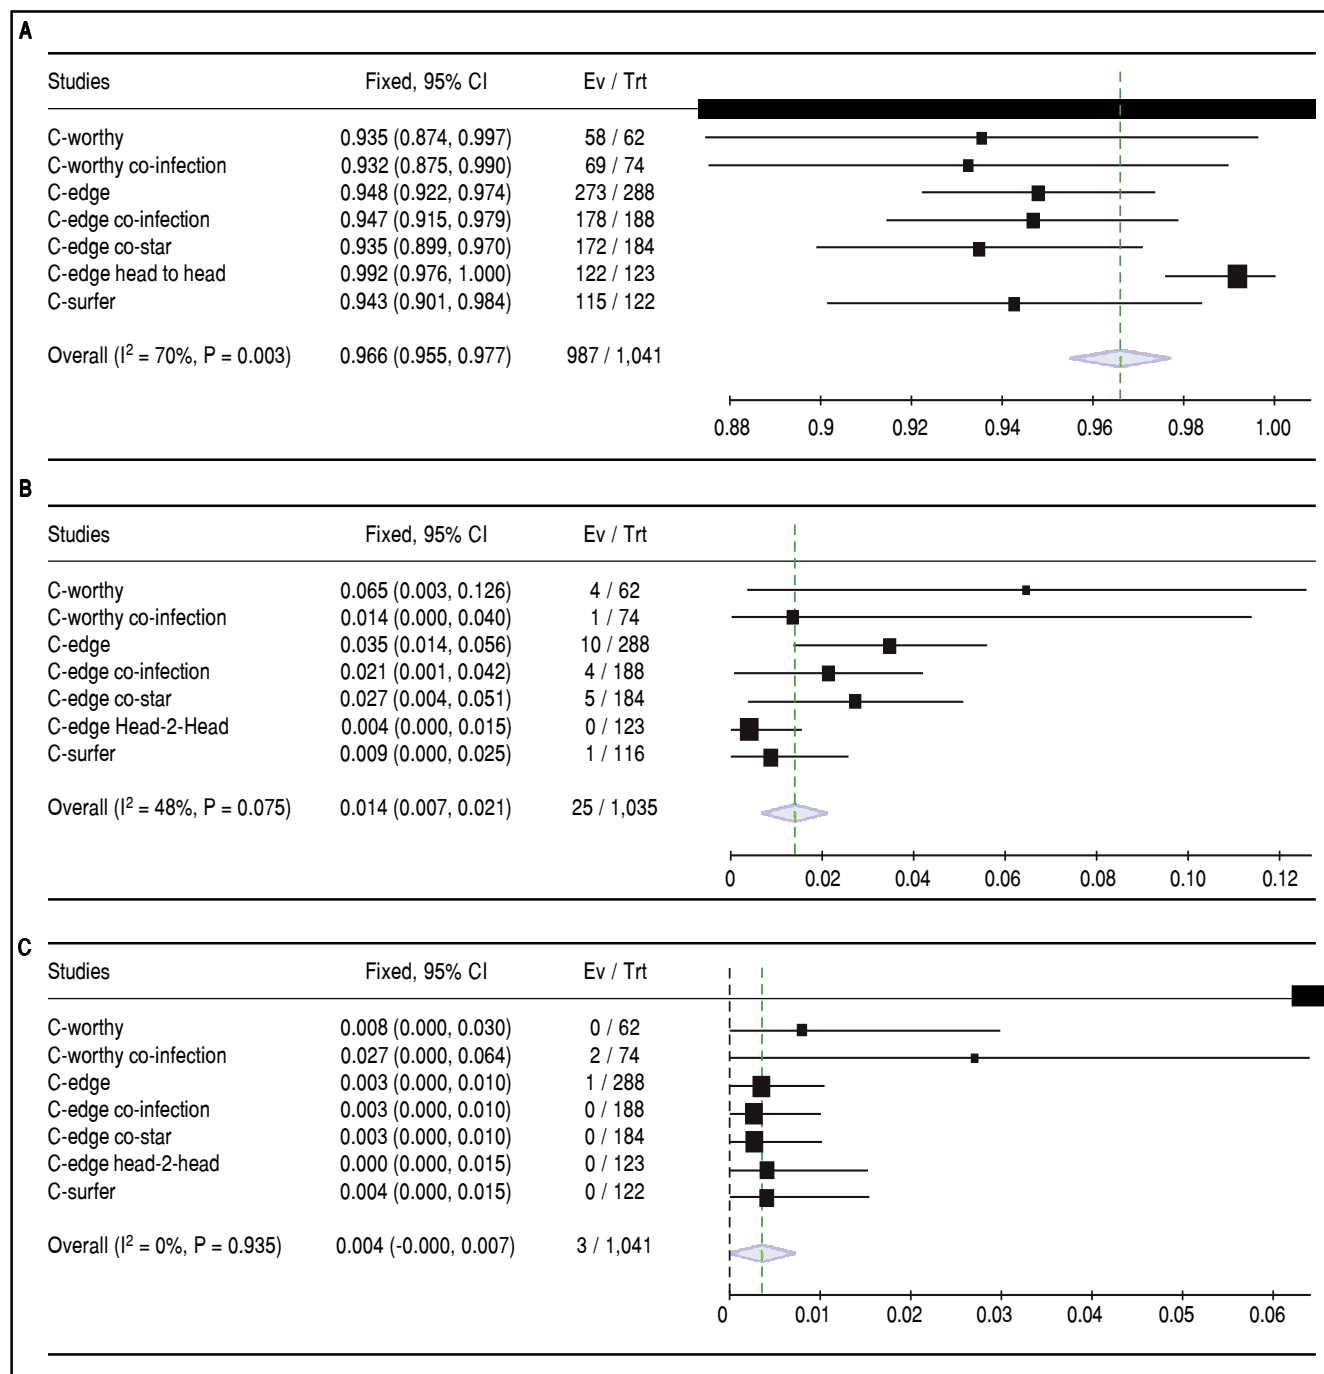 A
Studies Fixed, 95% CI Ev / Trt
C-worthy 0.935 (0.874, 0.997) 58 / 62
C-worthy co-infection 0.932 (0.875, 0.990) 69 / 74
C-edge 0.948 (0.922, 0.974) 273 / 288
C-edge co-infection 0.947 (0.915, 0.979) 178 / 188
C-edge co-star 0.935 (0.899, 0.970) 172 / 184
C-edge head to head 0.992 (0.976, 1.000) 122 / 123
C-surfer 0.943 (0.901, 0.984) 115 / 122
Overall (I² = 70%, P = 0.003) 0.966 (0.955, 0.977) 987 / 1,041
0.88 0.9 0.92 0.94 0.96 0.98 1.00
B
Studies Fixed, 95% CI Ev / Trt
C-worthy 0.065 (0.003, 0.126) 4 / 62
C-worthy co-infection 0.014 (0.000, 0.040) 1 / 74
C-edge 0.035 (0.014, 0.056) 10 / 288
C-edge co-infection 0.021 (0.001, 0.042) 4 / 188
C-edge co-star 0.027 (0.004, 0.051) 5 / 184
C-edge Head-2-Head 0.004 (0.000, 0.015) 0 / 123
C-surfer 0.009 (0.000, 0.025) 1 / 116
Overall (I² = 48%, P = 0.075) 0.014 (0.007, 0.021) 25 / 1,035
0 0.02 0.04 0.06 0.08 0.10 0.12
C
Studies Fixed, 95% CI Ev / Trt
C-worthy 0.008 (0.000, 0.030) 0 / 62
C-worthy co-infection 0.027 (0.000, 0.064) 2 / 74
C-edge 0.003 (0.000, 0.010) 1 / 288
C-edge co-infection 0.003 (0.000, 0.010) 0 / 188
C-edge co-star 0.003 (0.000, 0.010) 0 / 184
C-edge head-2-head 0.000 (0.000, 0.015) 0 / 123
C-surfer 0.004 (0.000, 0.015) 0 / 122
Overall (I² = 0%, P = 0.935) 0.004 (-0.000, 0.007) 3 / 1,041
0 0.01 0.02 0.03 0.04 0.05 0.06